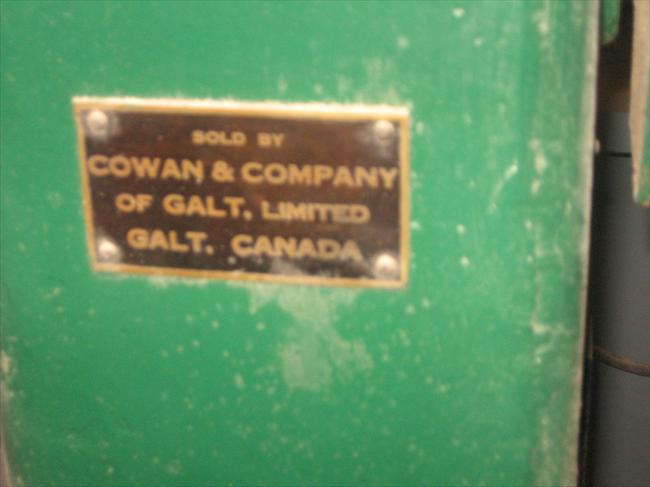 SOLD BY
COWAN & COMPANY
OF GALT, LIMITED
GALT. CANADA